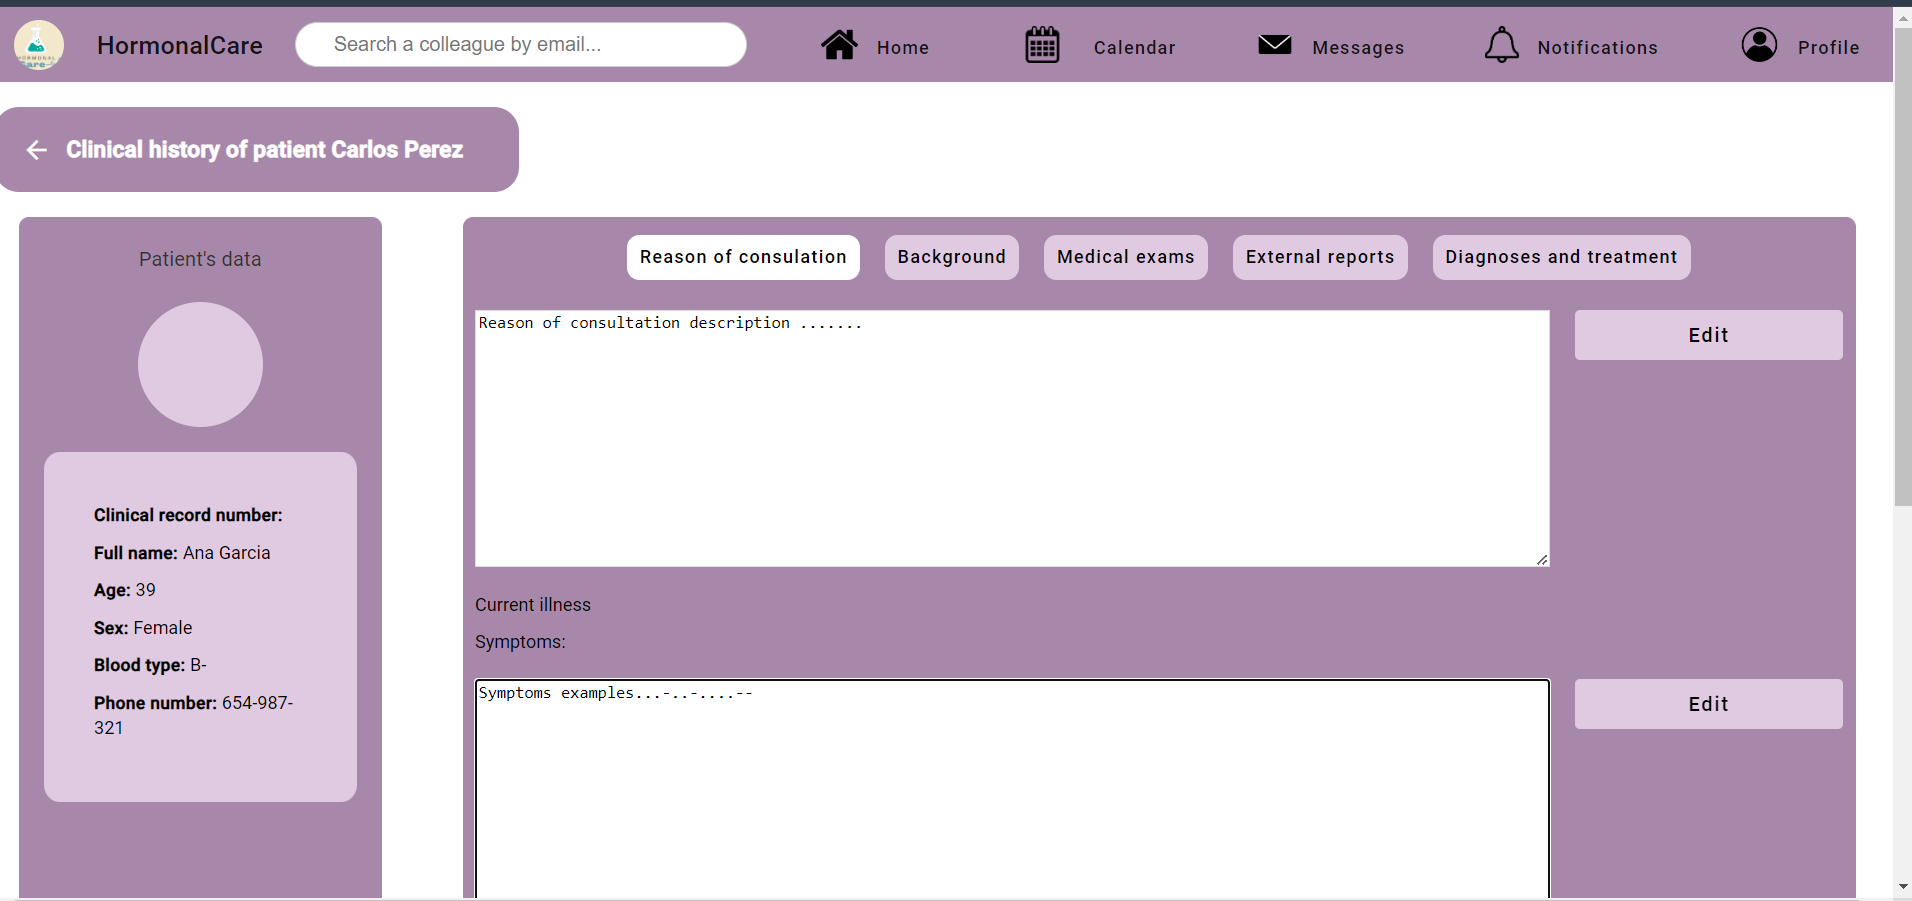 HormonalCare
Search a colleague by email...
Home
Calendar
Messages
Notifications
Profile
Clinical history of patient Carlos Perez
Patient's data
Clinical record number:
Full name: Ana Garcia
Age: 39
Sex: Female
Blood type: B-
Phone number: 654-987-
321
Reason of consulation
Background
Medical exams
External reports
Diagnoses and treatment
Reason of consultation description .......
Edit
Current illness
Symptoms:
Symptoms examples...-..-....--
Edit